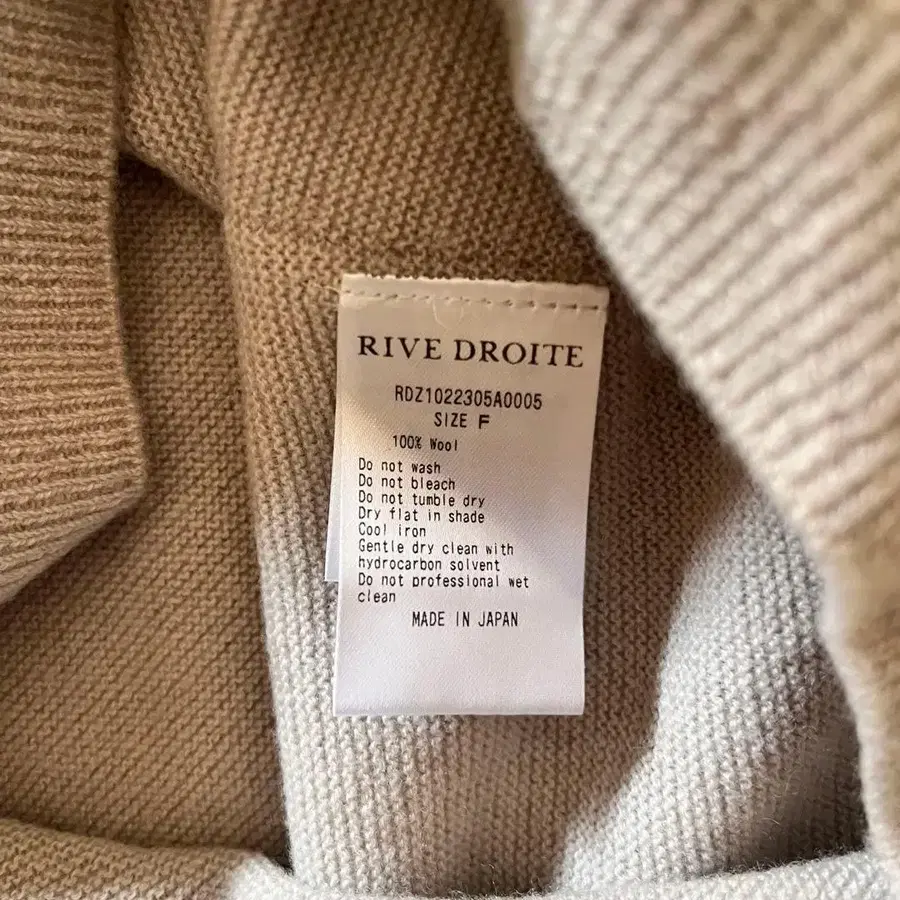 RIVE DROITE
RDZ1022305A0005
SIZE F
100% Wool
Do not wash
Do not bleach
Do not tumble dry
Dry flat in shade
Cool iron
Gentle dry clean with
hydrocarbon solvent
Do not professional wet
clean
MADE IN JAPAN